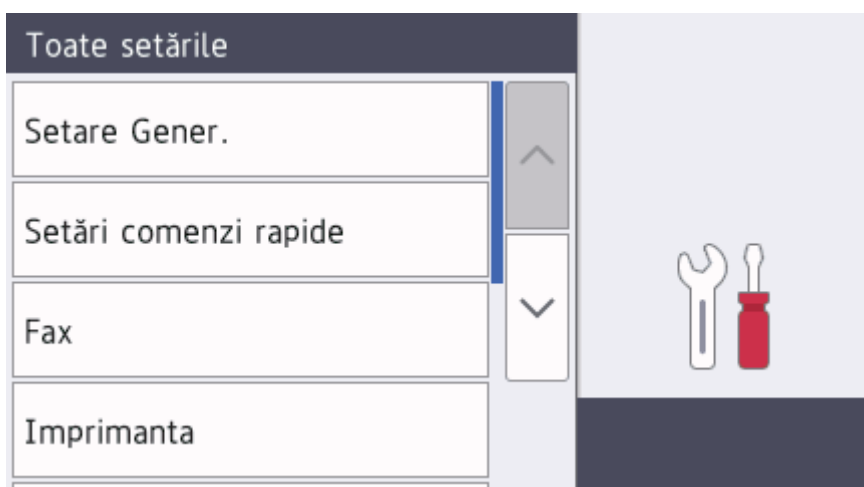 Toate setările
Setare Gener.
Setări comenzi rapide
Fax
Imprimanta